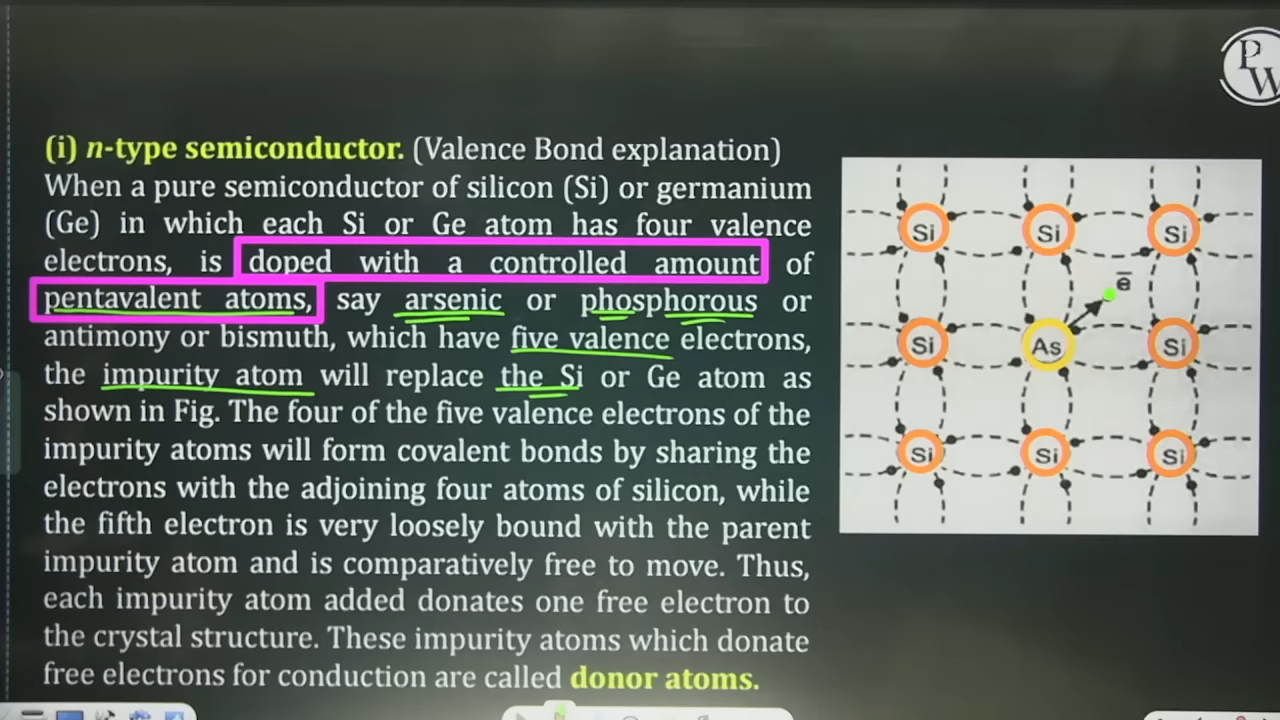 PW
(i) n-type semiconductor. (Valence Bond explanation)
When a pure semiconductor of silicon (Si) or germanium
(Ge) in which each Si or Ge atom has four valence
electrons, is doped with a controlled amount of
pentavalent atoms, say arsenic or phosphorous or
antimony or bismuth, which have five valence electrons,
the impurity atom will replace the Si or Ge atom as
shown in Fig. The four of the five valence electrons of the
impurity atoms will form covalent bonds by sharing the
electrons with the adjoining four atoms of silicon, while
the fifth electron is very loosely bound with the parent
impurity atom and is comparatively free to move. Thus,
each impurity atom added donates one free electron to
the crystal structure. These impurity atoms which donate
free electrons for conduction are called donor atoms.
Si Si Si
e̅
Si As Si
Si Si Si